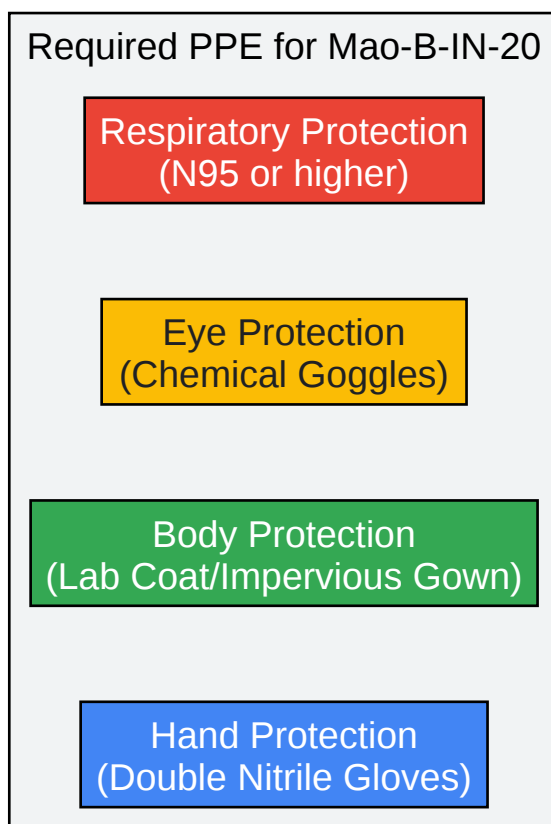 Required PPE for Mao-B-IN-20
Respiratory Protection
(N95 or higher)
Eye Protection
(Chemical Goggles)
Body Protection
(Lab Coat/Impervious Gown)
Hand Protection
(Double Nitrile Gloves)